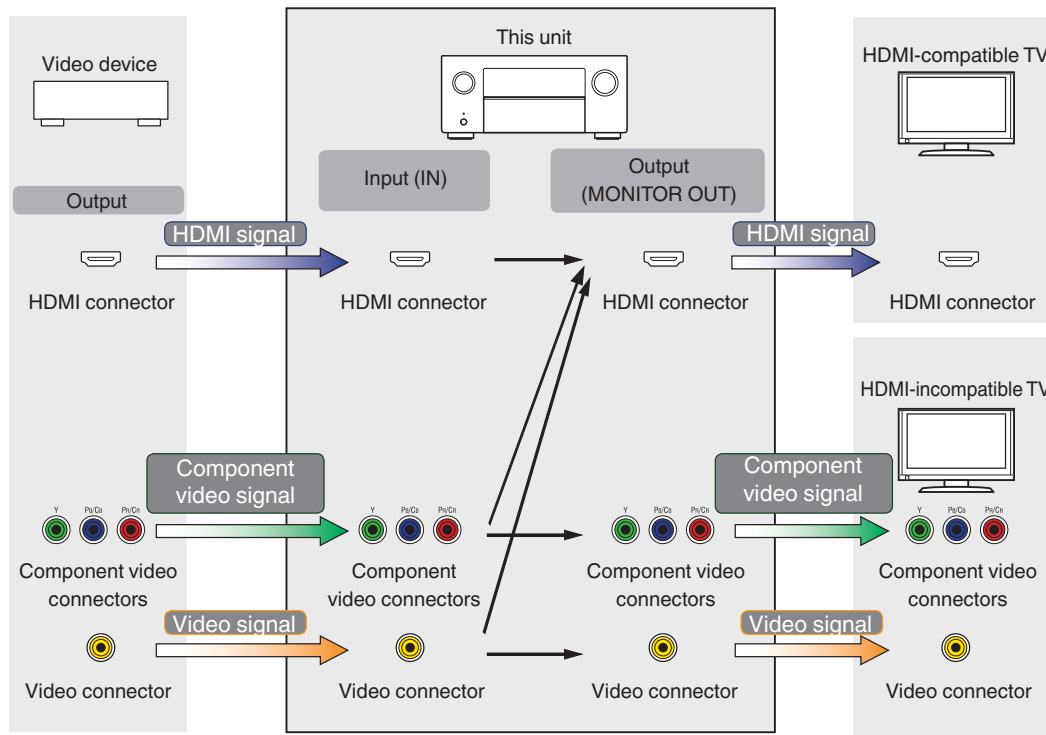 This unit
Video device
HDMI-compatible TV
Input (IN)
Output
(MONITOR OUT)
Output
HDMI signal
HDMI signal
HDMI connector
HDMI connector
HDMI connector
HDMI connector
HDMI-incompatible TV
Component
video signal
Component
video signal
Y PB/CB PR/CR
Y PB/CB PR/CR
Y PB/CB PR/CR
Y PB/CB PR/CR
Component video
connectors
Component
video connectors
Component video
connectors
Component video
connectors
Video signal
Video signal
Video connector
Video connector
Video connector
Video connector